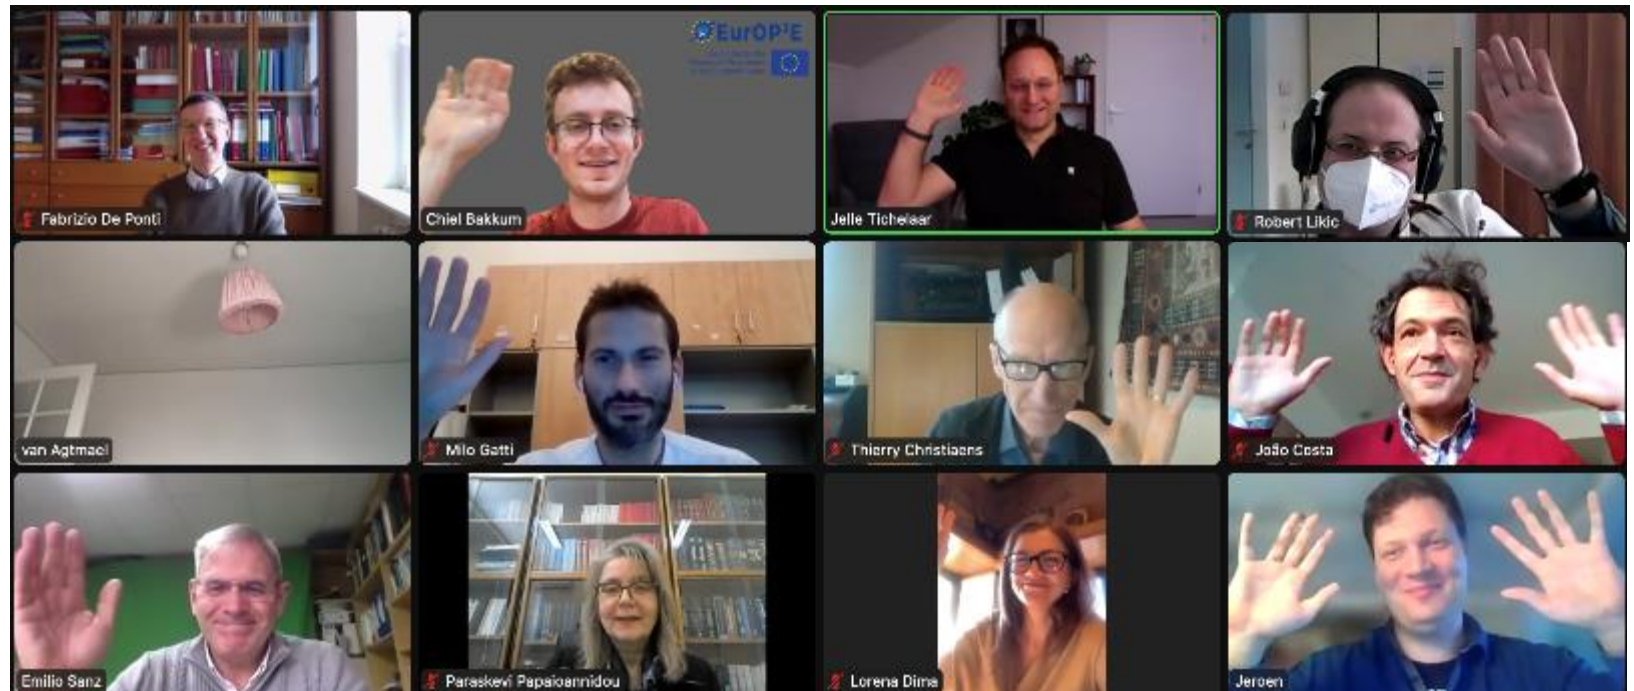 EurOP²E
Fabrizio De Ponti
Chiel Bakkum
Jelle Tichelaar
Robert Likic
van Agtmael
Milo Gatti
Thierry Christiaens
João Costa
Emilio Sanz
Paraskevi Papaioannidou
Lorena Dima
Jeroen